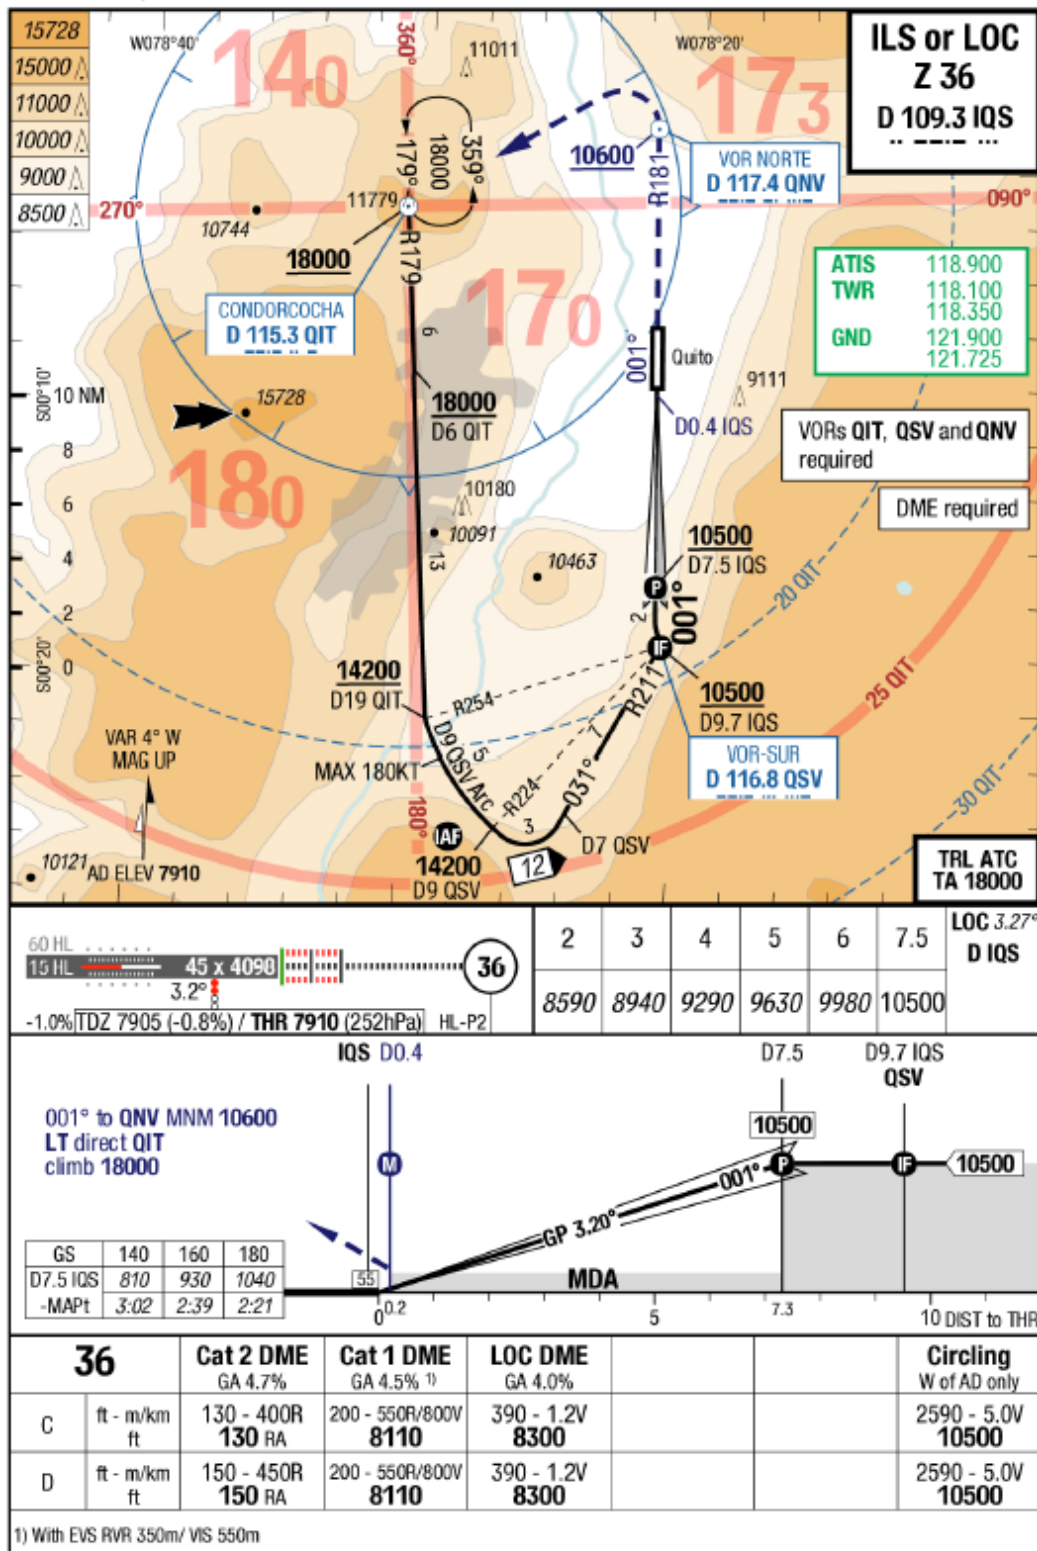 15728
15000
11000
10000
9000
8500
W078°40'
W078°20'
360°
140
173
11011
179°
18000
359°
10600
R181
VOR NORTE
D 117.4 QNV
ILS or LOC
Z 36
D 109.3 IQS
270°
090°
10744
11779
18000
R179
CONDORCOCHA
D 115.3 QIT
170
6
001°
Quito
9111
ATIS 118.900
TWR 118.100
118.350
GND 121.900
121.725
S00°10'
10 NM
8
6
4
2
0
S00°20'
15728
18000
D6 QIT
D0.4 IQS
VORs QIT, QSV and QNV
required
DME required
180
10180
10091
13
10463
10500
D7.5 IQS
2
001°
20 QIT
14200
D19 QIT
R254
R211
10500
D9.7 IQS
25 QIT
VAR 4° W
MAG UP
MAX 180KT
D9 QSV Arc
5
R224
031°
7
VOR-SUR
D 116.8 QSV
30 QIT
180°
3
D7 QSV
P
IF
IAF
14200
D9 QSV
12
10121
AD ELEV 7910
TRL ATC
TA 18000
60 HL
15 HL
45 x 4098
3.2°
36
-1.0% TDZ 7905 (-0.8%) / THR 7910 (252hPa) HL-P2
2 3 4 5 6 7.5 LOC 3.27°
D IQS
8590 8940 9290 9630 9980 10500
IQS D0.4 D7.5 D9.7 IQS
QSV
001° to QNV MNM 10600
LT direct QIT
climb 18000
10500
M
P
IF
10500
001°
GP 3.20°
MDA
55
GS 140 160 180
D7.5 IQS 810 930 1040
-MAPt 3:02 2:39 2:21
0 0.2 5 7.3 10 DIST to THR
36 Cat 2 DME Cat 1 DME LOC DME Circling
GA 4.7% GA 4.5% 1) GA 4.0% W of AD only
C ft - m/km 130 - 400R 200 - 550R/800V 390 - 1.2V 2590 - 5.0V
ft 130 RA 8110 8300 10500
D ft - m/km 150 - 450R 200 - 550R/800V 390 - 1.2V 2590 - 5.0V
ft 150 RA 8110 8300 10500
1) With EVS RVR 350m/ VIS 550m